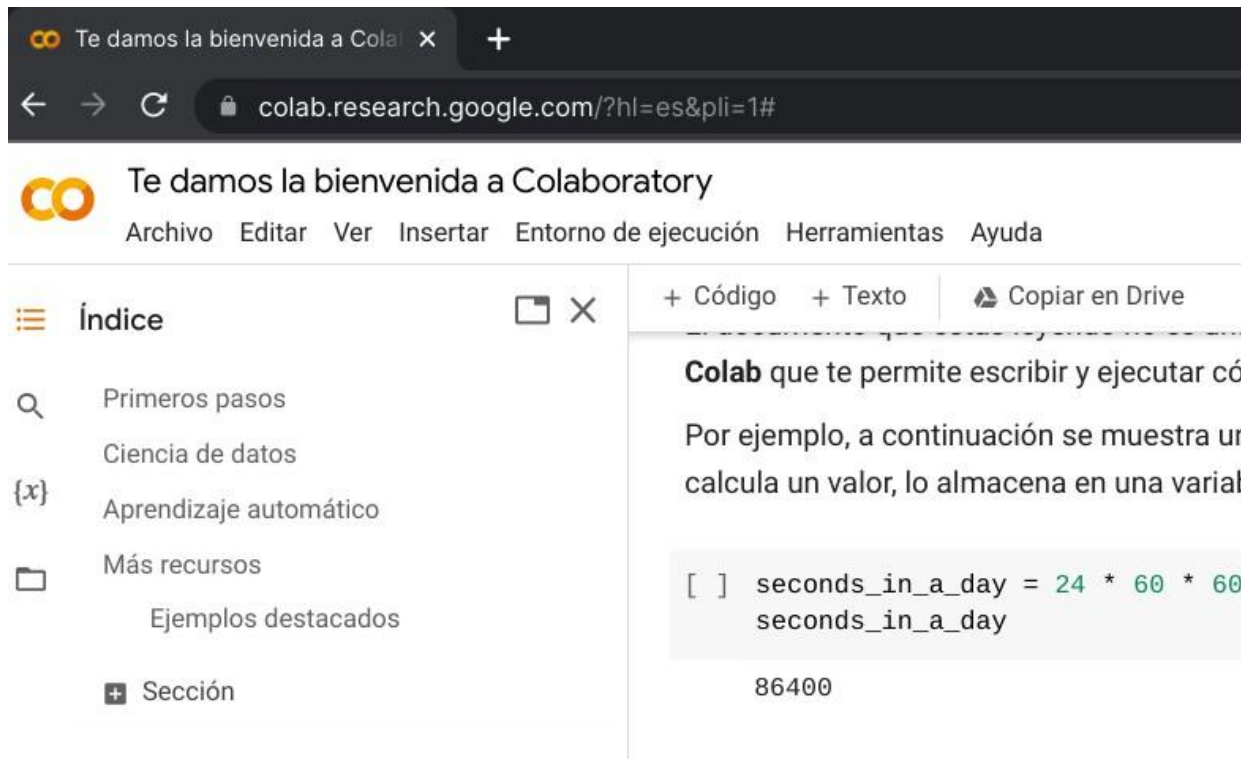 Te damos la bienvenida a Cola
colab.research.google.com/?hl=es&pli=1#
Te damos la bienvenida a Colaboratory
Archivo Editar Ver Insertar Entorno de ejecución Herramientas Ayuda
Índice
Primeros pasos
Ciencia de datos
{x}
Aprendizaje automático
Más recursos
Ejemplos destacados
Sección
+ Código + Texto Copiar en Drive
Colab que te permite escribir y ejecutar có
Por ejemplo, a continuación se muestra un
calcula un valor, lo almacena en una varia
[ ] seconds_in_a_day = 24 * 60 * 60
seconds_in_a_day
86400